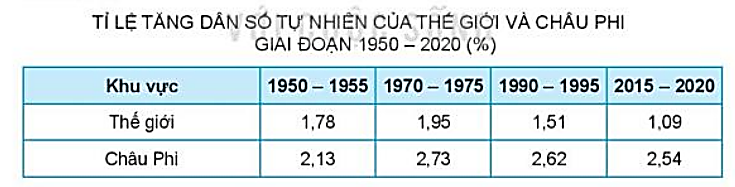 TỈ LỆ TĂNG DÂN SỐ TỰ NHIÊN CỦA THẾ GIỚI VÀ CHÂU PHI
GIAI ĐOẠN 1950 – 2020 (%)
Khu vực 1950 – 1955 1970 – 1975 1990 – 1995 2015 – 2020
Thế giới 1,78 1,95 1,51 1,09
Châu Phi 2,13 2,73 2,62 2,54